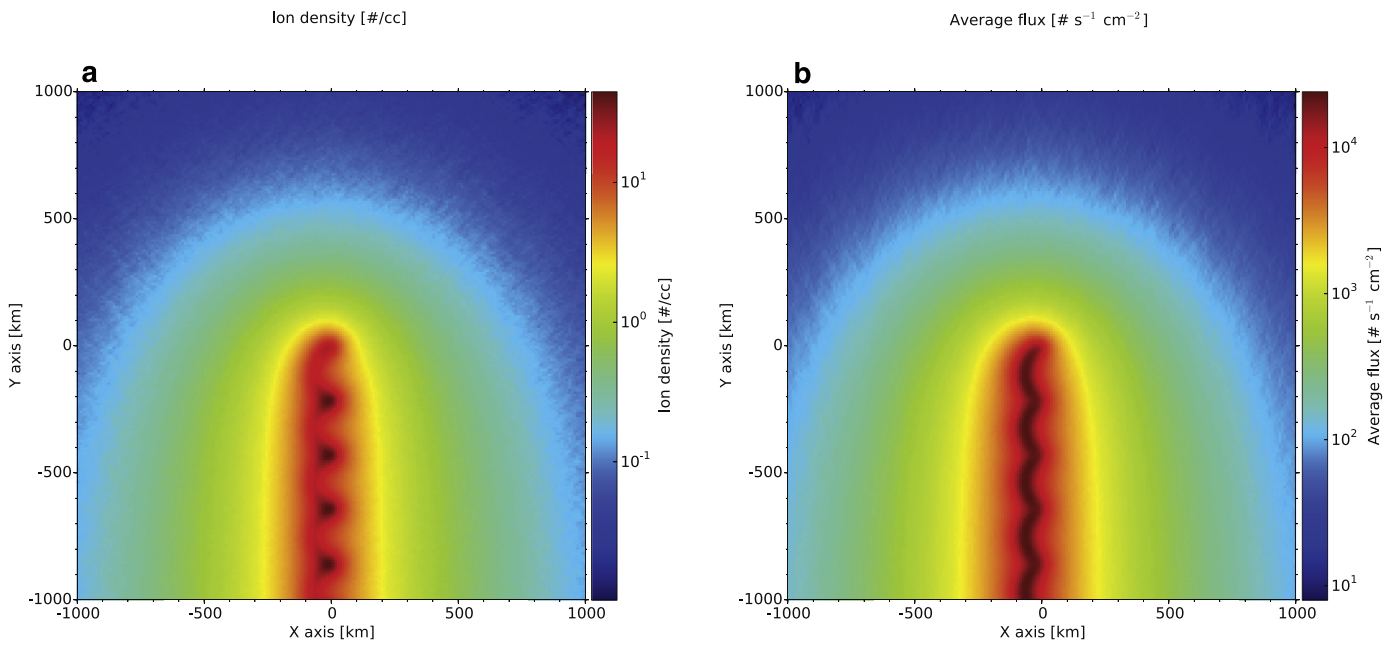 Ion density [#/cc]
a
1000
500
0
-500
-1000
-1000
-500
0
500
1000
Y axis [km]
X axis [km]
10¹
10⁰
10⁻¹
Ion density [#/cc]
Average flux [# s⁻¹ cm⁻²]
b
1000
500
0
-500
-1000
-1000
-500
0
500
1000
Y axis [km]
X axis [km]
10⁴
10³
10²
10¹
Average flux [# s⁻¹ cm⁻²]